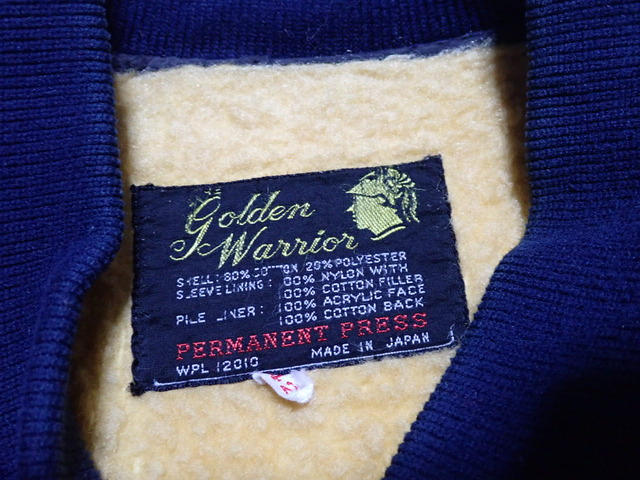 The
Golden
Warrior
SHELL: 80% COTTON 20% POLYESTER
SLEEVE LINING: 100% NYLON WITH
100% COTTON FILLER
PILE LINER: 100% ACRYLIC FACE
100% COTTON BACK
PERMANENT PRESS
WPL 12010 MADE IN JAPAN